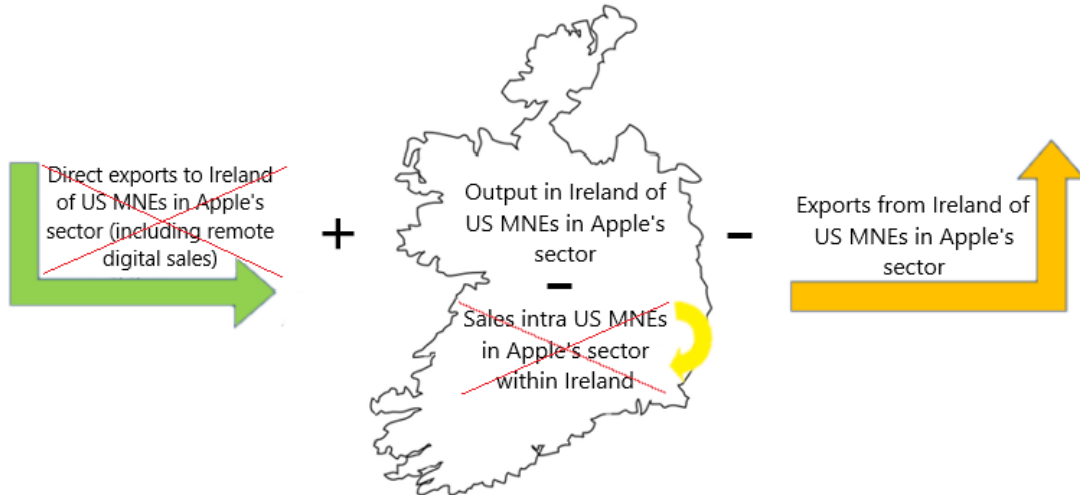 Direct exports to Ireland
of US MNEs in Apple's
sector (including remote
digital sales)
+
Output in Ireland of
US MNEs in Apple's
sector
-
Sales intra US MNEs
in Apple's sector
within Ireland
-
Exports from Ireland of
US MNEs in Apple's
sector